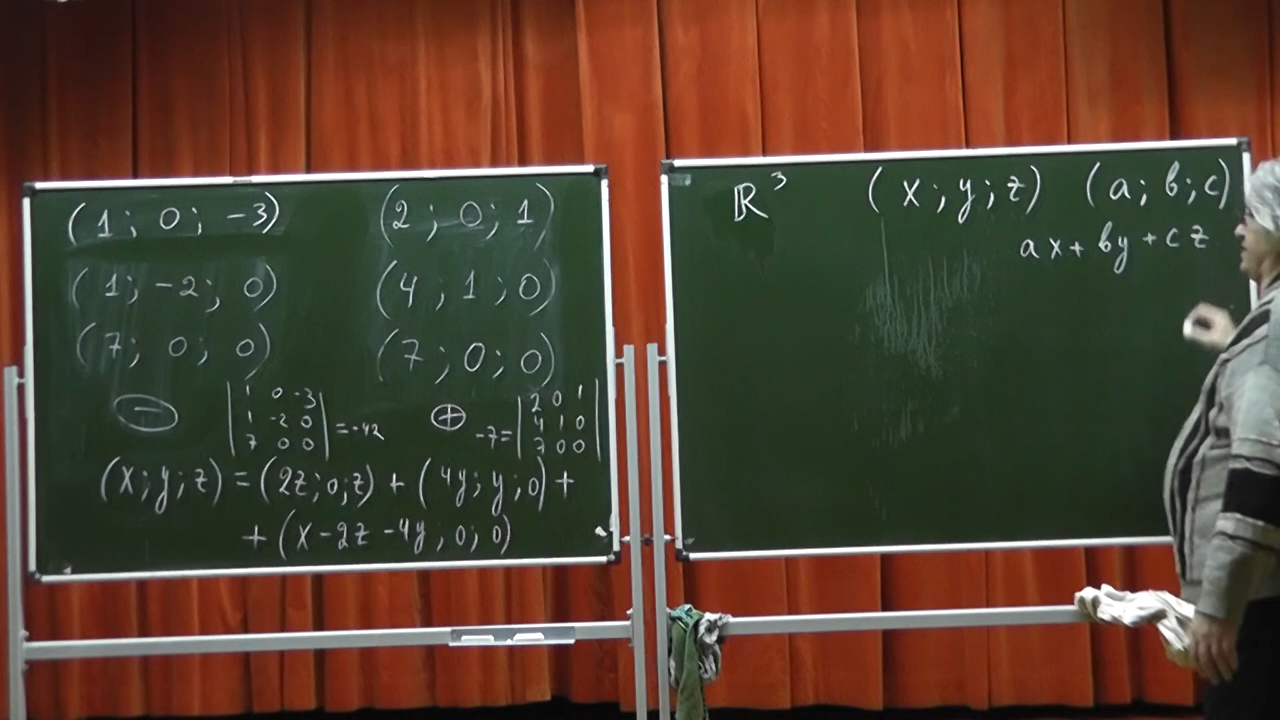 (1; 0; -3) (2; 0; 1)
(1; -2; 0) (4; 1; 0)
(7; 0; 0) (7; 0; 0)
⊖ |1 0 -3| ⊕ |2 0 1|
|1 -2 0| = -42 -7 = |4 1 0|
|7 0 0| |7 0 0|
(x; y; z) = (2z; 0; z) + (4y; y; 0) +
+ (x - 2z - 4y; 0; 0)
ℝ³ (x; y; z) (a; b; c)
ax + by + cz